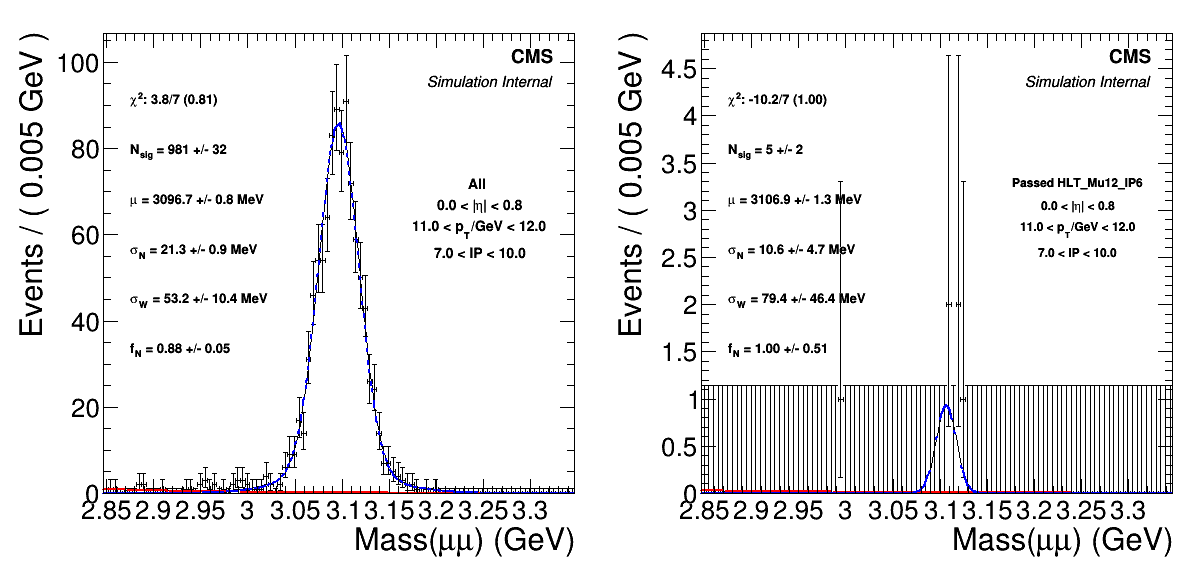 CMS
Simulation Internal
χ²: 3.8/7 (0.81)
N_sig = 981 +/- 32
μ = 3096.7 +/- 0.8 MeV
σ_N = 21.3 +/- 0.9 MeV
σ_W = 53.2 +/- 10.4 MeV
f_N = 0.88 +/- 0.05
All
0.0 < |η| < 0.8
11.0 < p_T/GeV < 12.0
7.0 < IP < 10.0
Events / ( 0.005 GeV )
100
80
60
40
20
0
2.85 2.9 2.95 3 3.05 3.1 3.15 3.2 3.25 3.3
Mass(μμ) (GeV)
CMS
Simulation Internal
χ²: -10.2/7 (1.00)
N_sig = 5 +/- 2
μ = 3106.9 +/- 1.3 MeV
σ_N = 10.6 +/- 4.7 MeV
σ_W = 79.4 +/- 46.4 MeV
f_N = 1.00 +/- 0.51
Passed HLT_Mu12_IP6
0.0 < |η| < 0.8
11.0 < p_T/GeV < 12.0
7.0 < IP < 10.0
Events / ( 0.005 GeV )
4.5
4
3.5
3
2.5
2
1.5
1
0.5
0
2.85 2.9 2.95 3 3.05 3.1 3.15 3.2 3.25 3.3
Mass(μμ) (GeV)